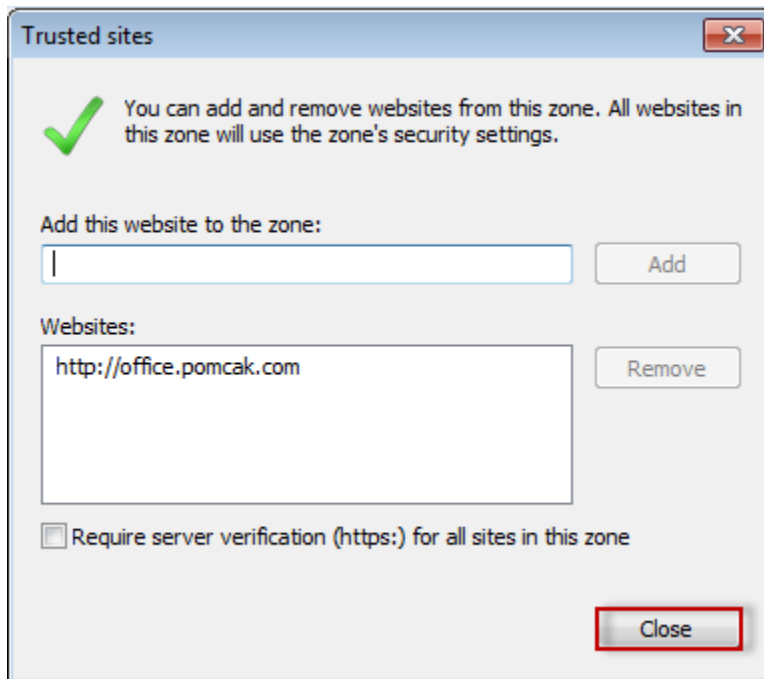 Trusted sites
You can add and remove websites from this zone. All websites in
this zone will use the zone's security settings.
Add this website to the zone:
Add
Websites:
http://office.pomcak.com
Remove
Require server verification (https:) for all sites in this zone
Close